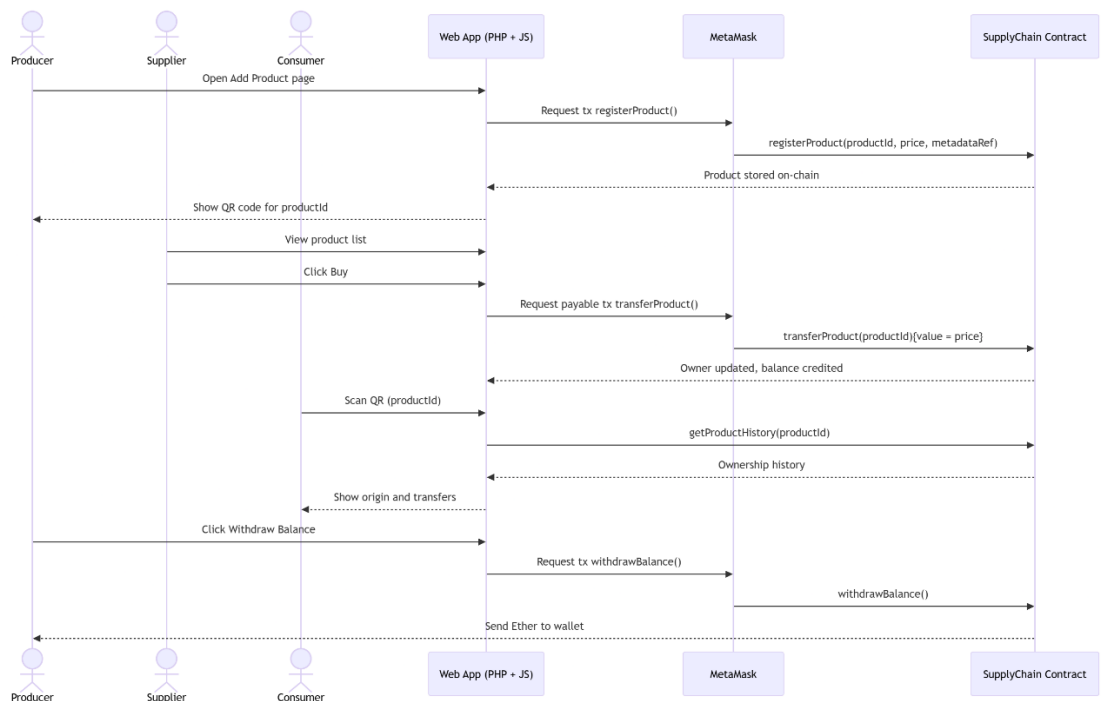 Producer
Supplier
Consumer
Web App (PHP + JS)
MetaMask
SupplyChain Contract
Open Add Product page
Request tx registerProduct()
registerProduct(productId, price, metadataRef)
Product stored on-chain
Show QR code for productId
View product list
Click Buy
Request payable tx transferProduct()
transferProduct(productId){value = price}
Owner updated, balance credited
Scan QR (productId)
getProductHistory(productId)
Ownership history
Show origin and transfers
Click Withdraw Balance
Request tx withdrawBalance()
withdrawBalance()
Send Ether to wallet
Producer
Supplier
Consumer
Web App (PHP + JS)
MetaMask
SupplyChain Contract